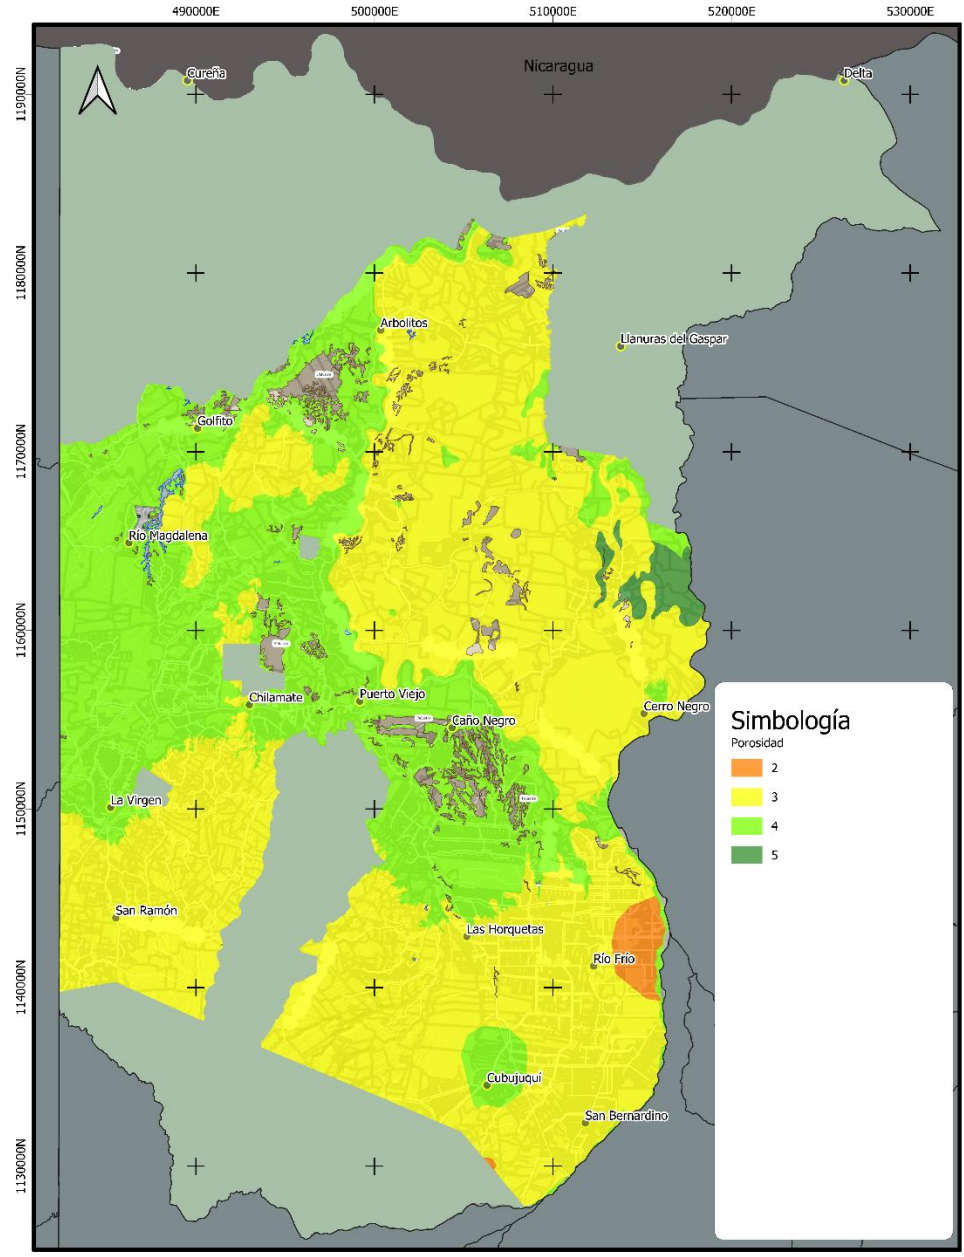 490000E
500000E
510000E
520000E
530000E
Nicaragua
Cureña
Delta
1190000N
1180000N
Arbolitos
Llanuras del Gaspar
Golfito
1170000N
Río Magdalena
1160000N
Chilamate
Puerto Viejo
Caño Negro
Cerro Negro
Simbología
Porosidad
2
3
4
5
La Virgen
1150000N
San Ramón
Las Horquetas
Río Frío
1140000N
Cubujuquí
San Bernardino
1130000N